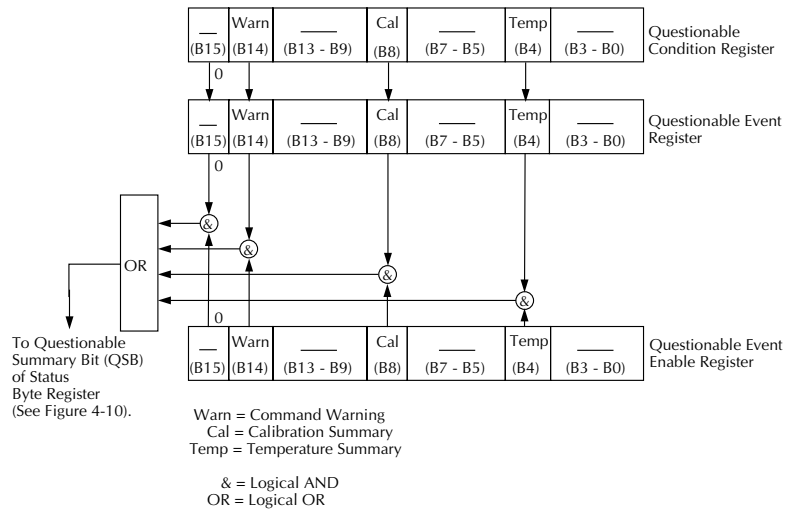 Warn Cal Temp
(B15) (B14) (B13 - B9) (B8) (B7 - B5) (B4) (B3 - B0)
Questionable
Condition Register
0
Warn Cal Temp
(B15) (B14) (B13 - B9) (B8) (B7 - B5) (B4) (B3 - B0)
Questionable Event
Register
0
&
&
OR
&
&
0
Warn Cal Temp
(B15) (B14) (B13 - B9) (B8) (B7 - B5) (B4) (B3 - B0)
Questionable Event
Enable Register
To Questionable
Summary Bit (QSB)
of Status
Byte Register
(See Figure 4-10).
Warn = Command Warning
Cal = Calibration Summary
Temp = Temperature Summary
& = Logical AND
OR = Logical OR